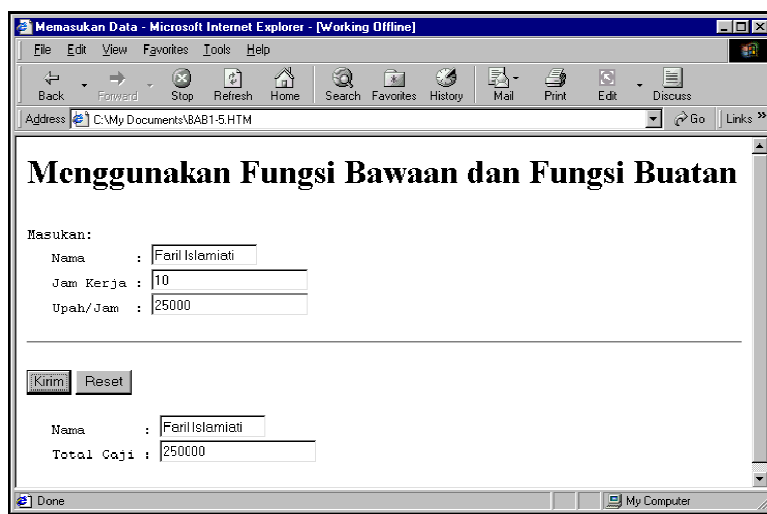 Memasukan Data - Microsoft Internet Explorer - [Working Offline]
File Edit View Favorites Tools Help
Back Forward Stop Refresh Home Search Favorites History Mail Print Edit Discuss
Address C:\My Documents\BAB1-5.HTM Go Links »
Menggunakan Fungsi Bawaan dan Fungsi Buatan
Masukan:
Nama : Faril Islamiati
Jam Kerja : 10
Upah/Jam : 25000
Kirim Reset
Nama : Faril Islamiati
Total Gaji : 250000
Done My Computer